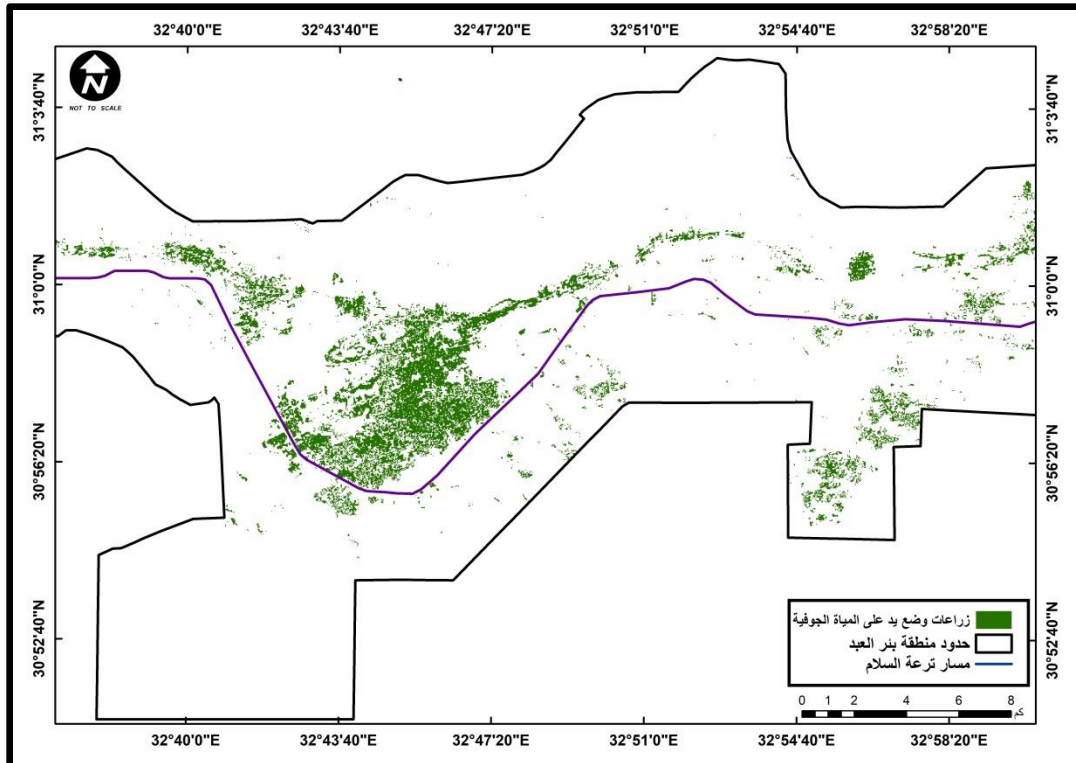 32°40'0"E 32°43'40"E 32°47'20"E 32°51'0"E 32°54'40"E 32°58'20"E
N
NOT TO SCALE
31°3'40"N 31°3'40"N
31°0'0"N 31°0'0"N
30°56'20"N 30°56'20"N
30°52'40"N 30°52'40"N
زراعات وضع يد على المياة الجوفية
حدود منطقة بئر العبد
مسار ترعة السلام
0 1 2 4 6 8
كم
32°40'0"E 32°43'40"E 32°47'20"E 32°51'0"E 32°54'40"E 32°58'20"E